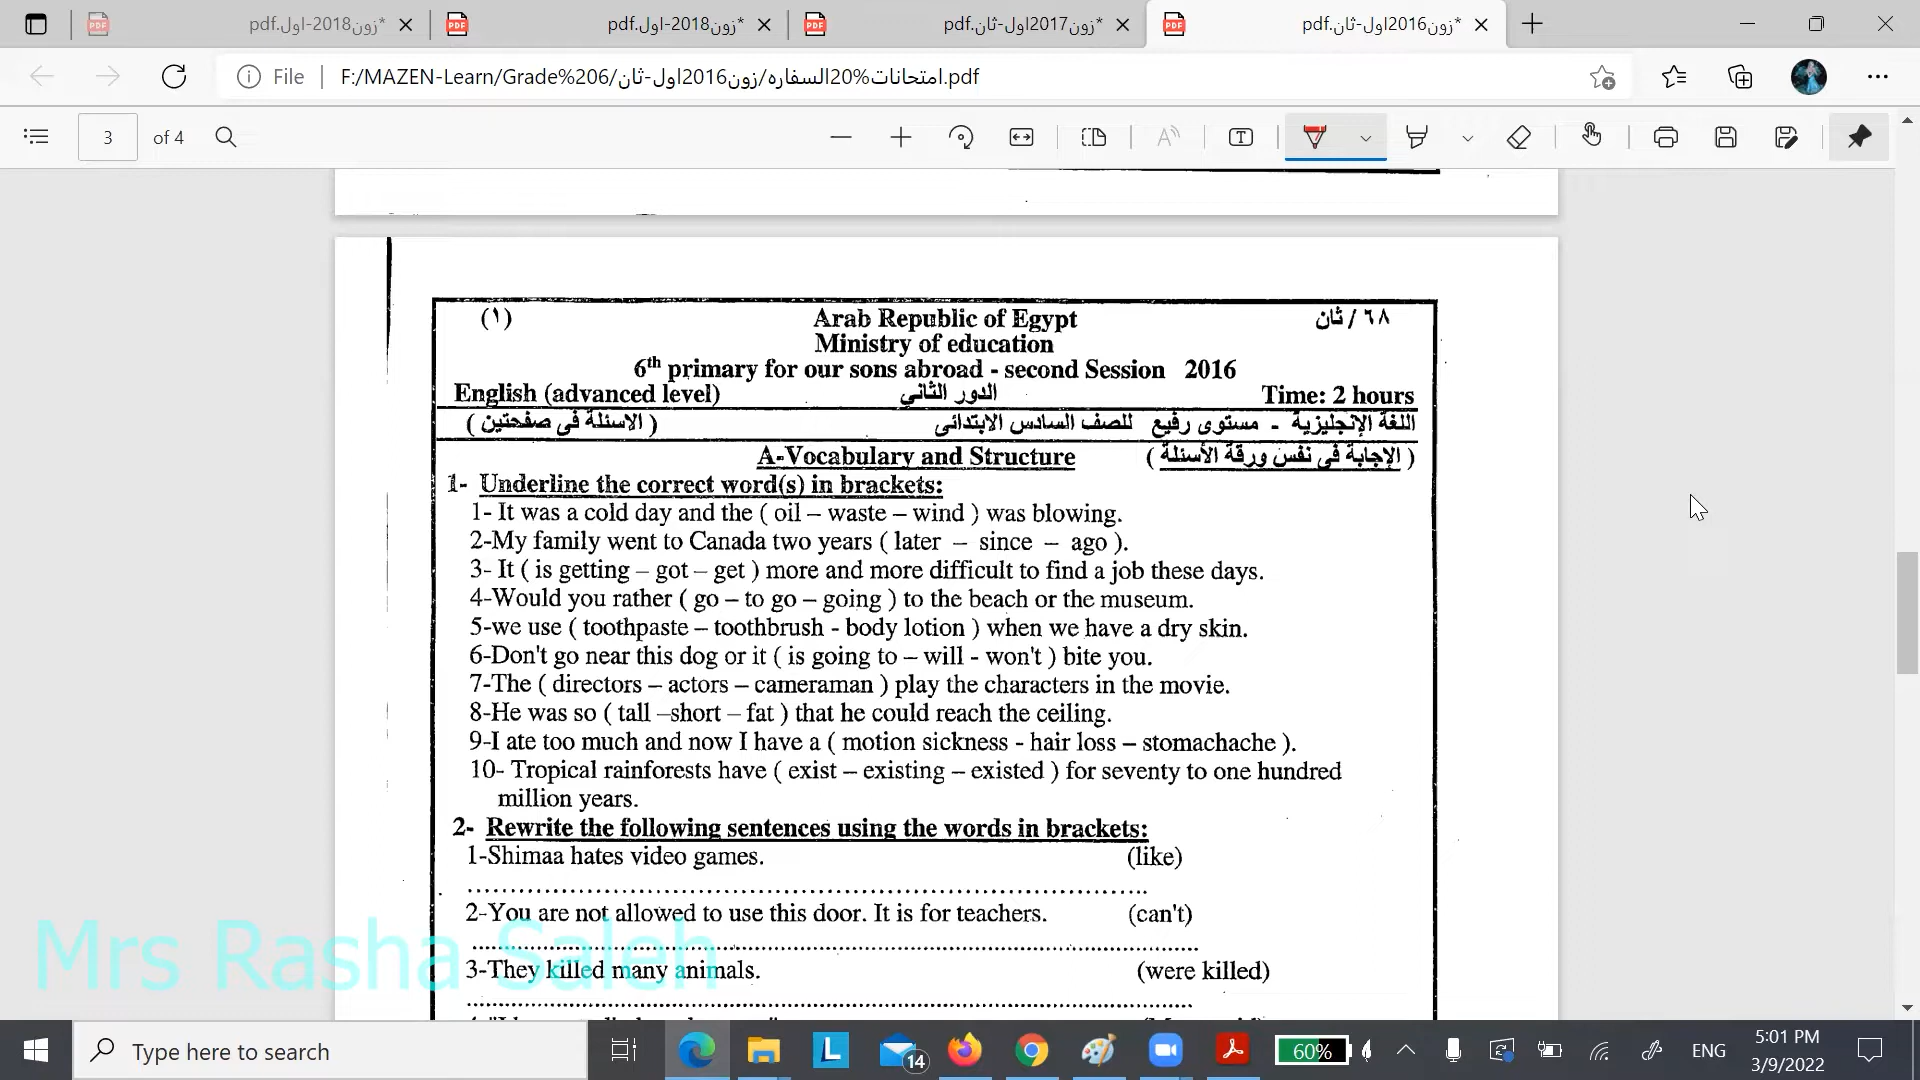 زون2018-اول.pdf*
زون2018-اول.pdf*
زون2017اول-ثان.pdf*
زون2016اول-ثان.pdf*
File
F:/MAZEN-Learn/Grade%206/امتحانات%20السفاره/زون2016اول-ثان.pdf
3 of 4
(١)
Arab Republic of Egypt
٦٨ / ثان
Ministry of education
6th primary for our sons abroad - second Session 2016
English (advanced level) الدور الثاني Time: 2 hours
اللغة الإنجليزية - مستوى رفيع للصف السادس الابتدائى ( الاسئلة فى صفحتين )
A-Vocabulary and Structure ( الإجابة فى نفس ورقة الأسئلة )
1- Underline the correct word(s) in brackets:
1- It was a cold day and the ( oil – waste – wind ) was blowing.
2-My family went to Canada two years ( later – since – ago ).
3- It ( is getting – got – get ) more and more difficult to find a job these days.
4-Would you rather ( go – to go – going ) to the beach or the museum.
5-we use ( toothpaste – toothbrush - body lotion ) when we have a dry skin.
6-Don't go near this dog or it ( is going to – will - won't ) bite you.
7-The ( directors – actors – cameraman ) play the characters in the movie.
8-He was so ( tall –short – fat ) that he could reach the ceiling.
9-I ate too much and now I have a ( motion sickness - hair loss – stomachache ).
10- Tropical rainforests have ( exist – existing – existed ) for seventy to one hundred
million years.
2- Rewrite the following sentences using the words in brackets:
1-Shimaa hates video games. (like)
2-You are not allowed to use this door. It is for teachers. (can't)
3-They killed many animals. (were killed)
Mrs Rasha Saleh
Type here to search
14
60%
ENG
5:01 PM
3/9/2022